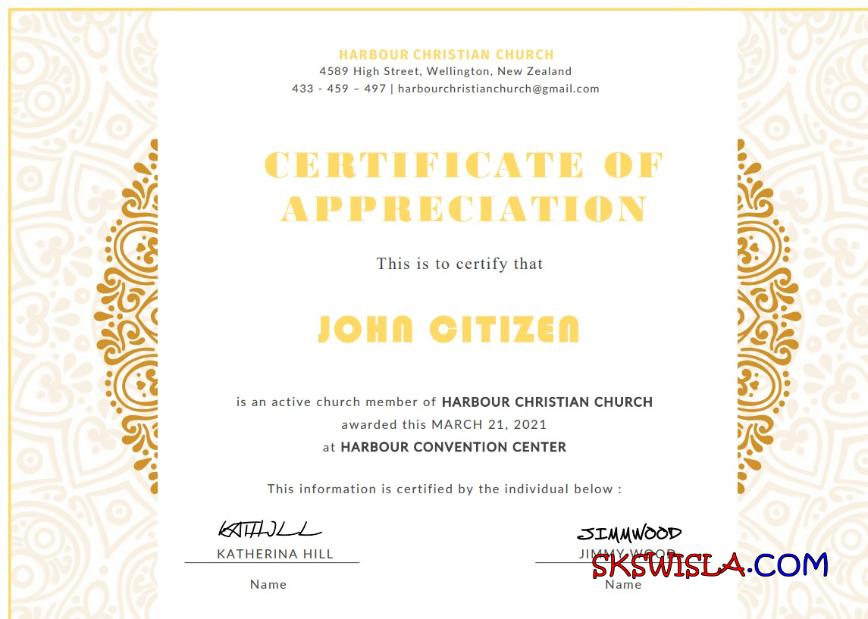 HARBOUR CHRISTIAN CHURCH
4589 High Street, Wellington, New Zealand
433 - 459 – 497 | harbourchristianchurch@gmail.com
CERTIFICATE OF
APPRECIATION
This is to certify that
JOHN CITIZEN
is an active church member of HARBOUR CHRISTIAN CHURCH
awarded this MARCH 21, 2021
at HARBOUR CONVENTION CENTER
This information is certified by the individual below :
KATHILL JIMMWOOD
KATHERINA HILL JIMMY WOOD
SKSWISLA.COM
Name Name